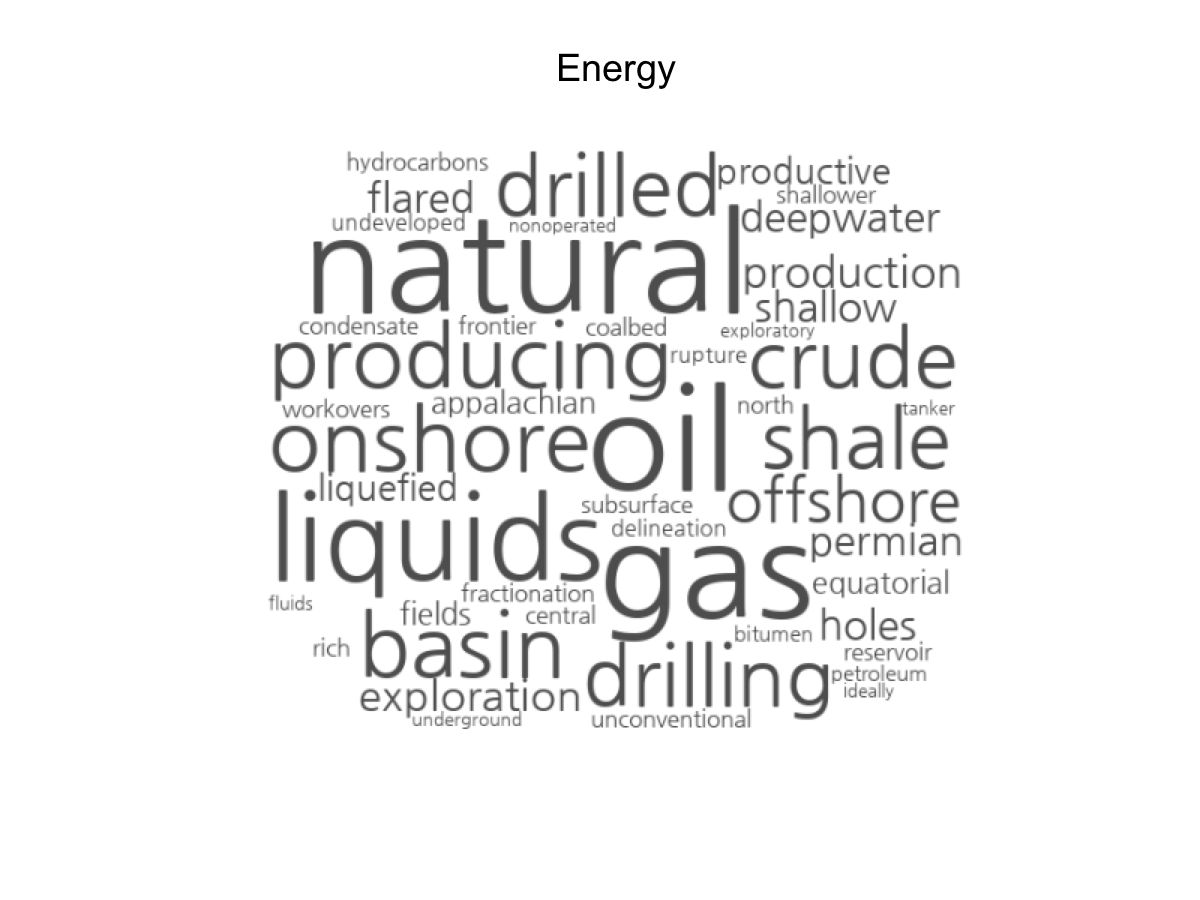 Energy
hydrocarbons
drilled
productive
flared
shallower
undeveloped
nonoperated
deepwater
natural
production
shallow
condensate
frontier
coalbed
exploratory
producing
rupture
crude
workovers
appalachian
north
tanker
onshore
oil
shale
liquefied
subsurface
offshore
liquids
delineation
permian
gas
equatorial
fluids
fractionation
fields
central
bitumen
holes
rich
basin
reservoir
drilling
petroleum
ideally
exploration
underground
unconventional